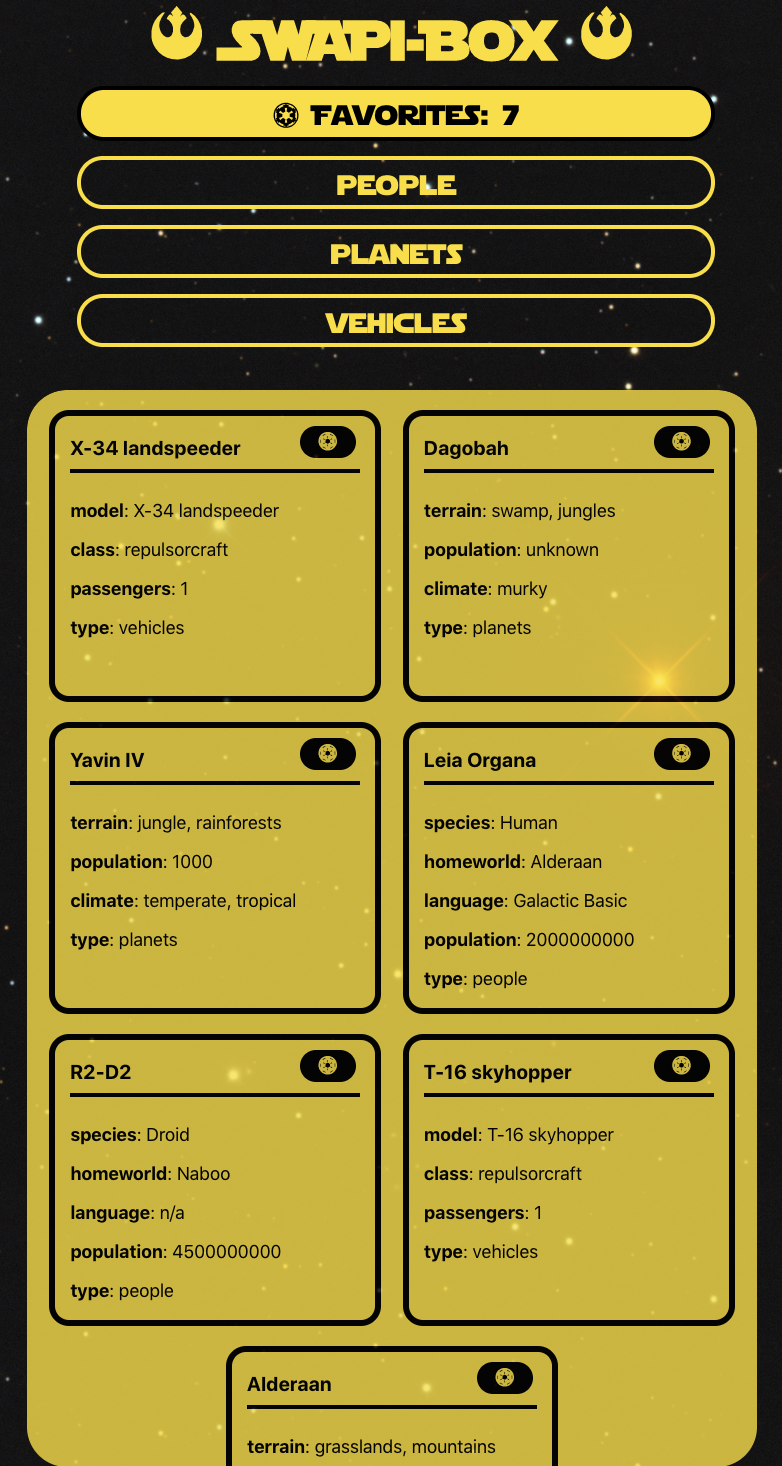 SWAPI-BOX
FAVORITES: 7
PEOPLE
PLANETS
VEHICLES
X-34 landspeeder
model: X-34 landspeeder
class: repulsorcraft
passengers: 1
type: vehicles
Dagobah
terrain: swamp, jungles
population: unknown
climate: murky
type: planets
Yavin IV
terrain: jungle, rainforests
population: 1000
climate: temperate, tropical
type: planets
Leia Organa
species: Human
homeworld: Alderaan
language: Galactic Basic
population: 2000000000
type: people
R2-D2
species: Droid
homeworld: Naboo
language: n/a
population: 4500000000
type: people
T-16 skyhopper
model: T-16 skyhopper
class: repulsorcraft
passengers: 1
type: vehicles
Alderaan
terrain: grasslands, mountains